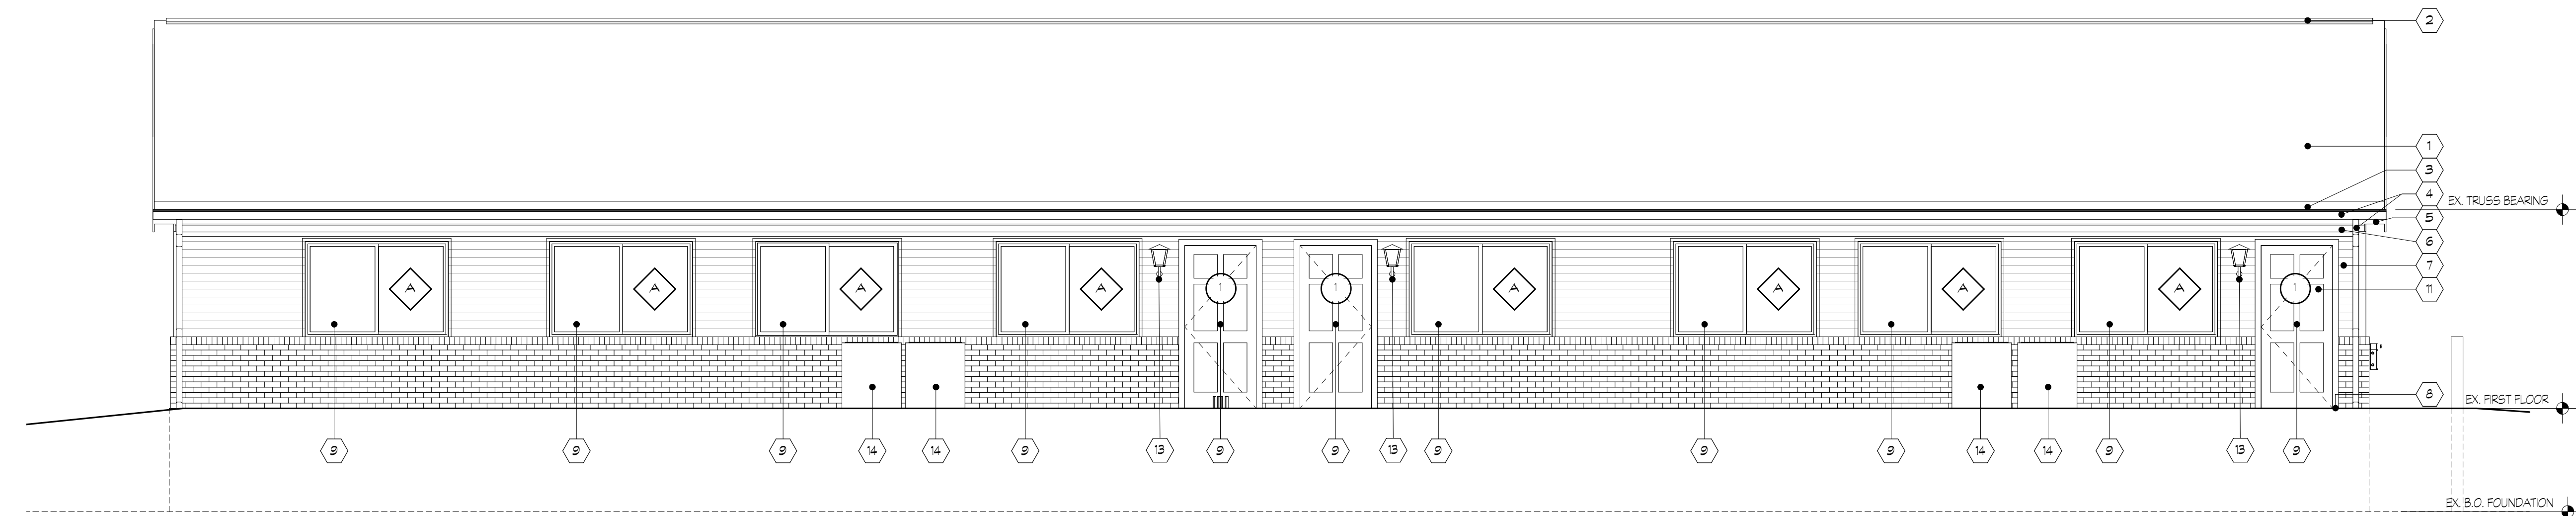 2
1
3
4
EX. TRUSS BEARING
5
6
7
A A A A 1 1 A A A A 1
11
8
EX. FIRST FLOOR
9 9 9 14 14 9 13 9 9 13 9 9 9 14 14 9 13 9
EX. B.O. FOUNDATION